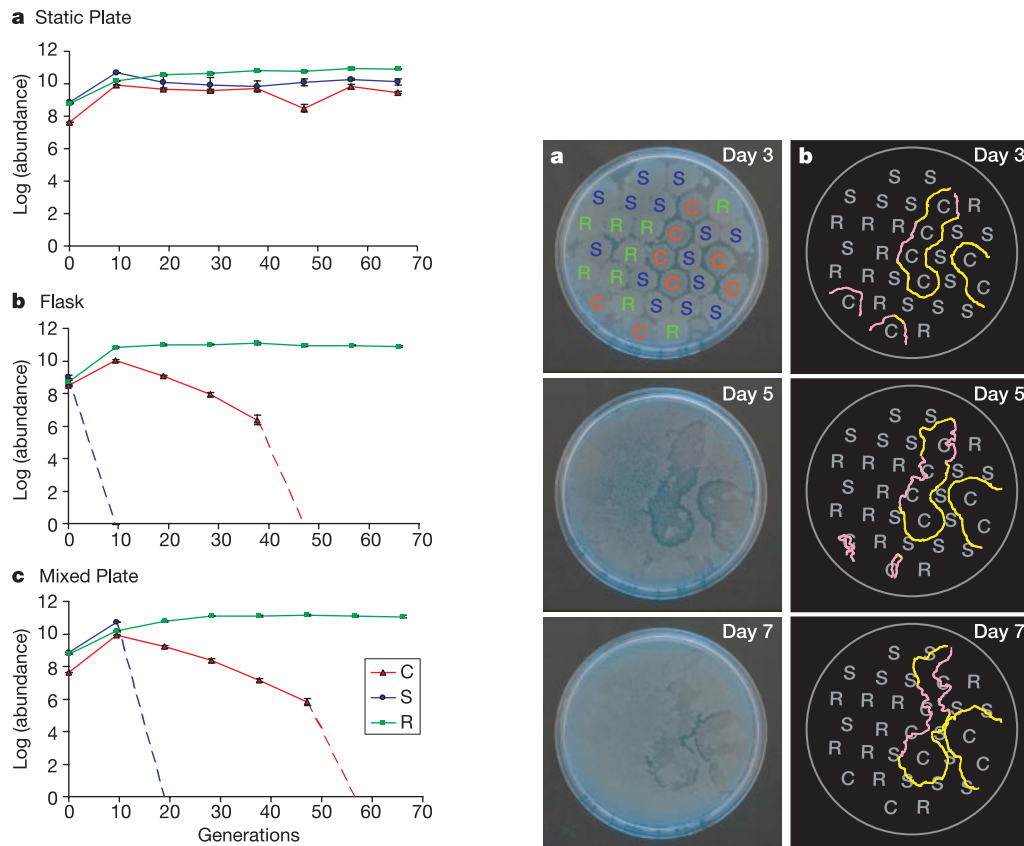 a Static Plate
12
10
8
6
4
2
0
Log (abundance)
0 10 20 30 40 50 60 70
b Flask
12
10
8
6
4
2
0
Log (abundance)
0 10 20 30 40 50 60 70
c Mixed Plate
12
10
8
6
4
2
0
Log (abundance)
C
S
R
0 10 20 30 40 50 60 70
Generations
a Day 3
S S
S S S C R
R R R C S S
S R C S C
R R R C S C
C R S S S
C R
Day 5
Day 7
b Day 3
S S
S S S C R
R R R C S S
S R C S C
R R S C S C
C R S S S
C R
Day 5
S S
S S S C R
R R R C S S
S R C S C
R R S C S C
C R S S S
C R
Day 7
S S
S S S C R
R R R C S S
S R C S C
R R S C S C
C R S S S
C R